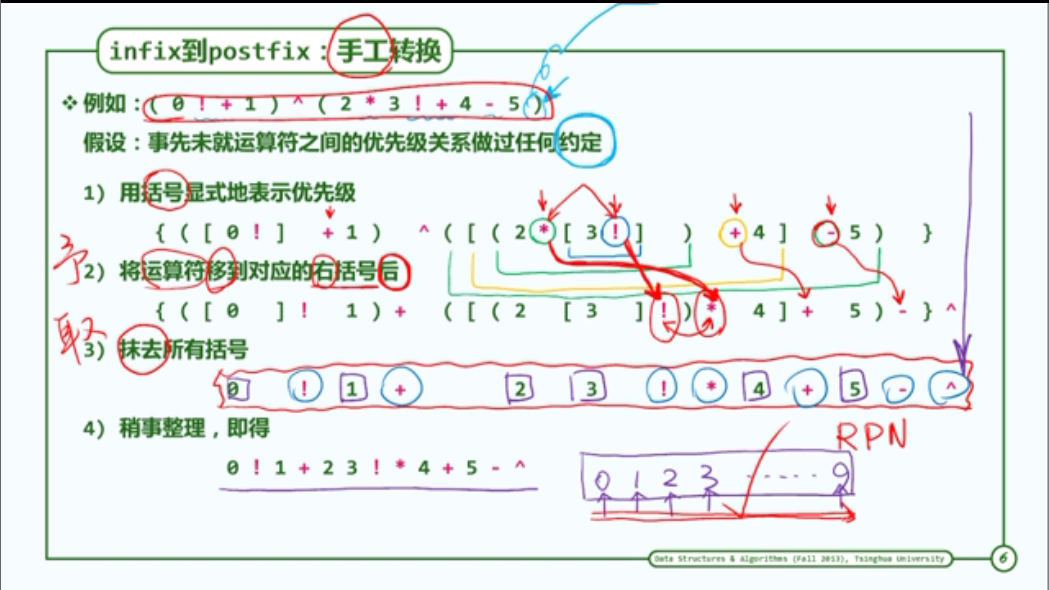 infix到postfix：手工转换
❖ 例如：( 0 ! + 1 ) ^ ( 2 * 3 ! + 4 - 5 )
假设：事先未就运算符之间的优先级关系做过任何约定
1) 用括号显式地表示优先级
{ ( [ 0 ! ] + 1 ) ^ ( [ ( 2 * [ 3 ! ] ) + 4 ] - 5 ) }
予
2) 将运算符移到对应的右括号后
{ ( [ 0 ] ! 1 ) + ( [ ( 2 [ 3 ] ! ) * 4 ] + 5 ) - } ^
取
3) 抹去所有括号
0 ! 1 + 2 3 ! * 4 + 5 - ^
4) 稍事整理，即得
RPN
0 ! 1 + 2 3 ! * 4 + 5 - ^
0 1 2 3 ..... 9
Data Structures & Algorithms (Fall 2013), Tsinghua University
6